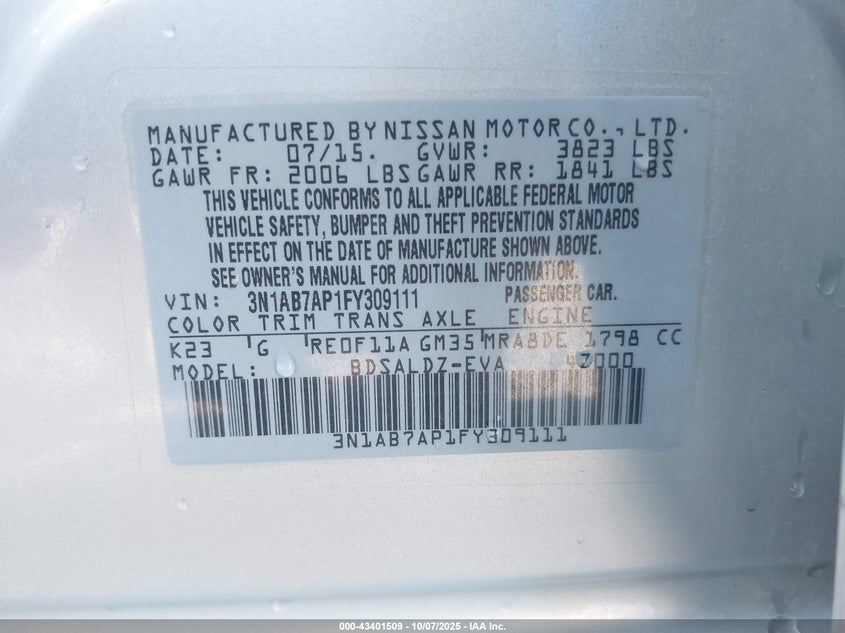 MANUFACTURED BY NISSAN MOTOR CO., LTD.
DATE: 07/15. GVWR: 3823 LBS
GAWR FR: 2006 LBS GAWR RR: 1841 LBS
THIS VEHICLE CONFORMS TO ALL APPLICABLE FEDERAL MOTOR
VEHICLE SAFETY, BUMPER AND THEFT PREVENTION STANDARDS
IN EFFECT ON THE DATE OF MANUFACTURE SHOWN ABOVE.
SEE OWNER'S MANUAL FOR ADDITIONAL INFORMATION.
VIN: 3N1AB7AP1FY309111 PASSENGER CAR.
COLOR TRIM TRANS AXLE ENGINE
K23 G RE0F11A GM35 MRA8DE 1798 CC
MODEL: BDSALDZ-EVA 47000
3N1AB7AP1FY309111
000-43401509 - 10/07/2025 - IAA Inc.